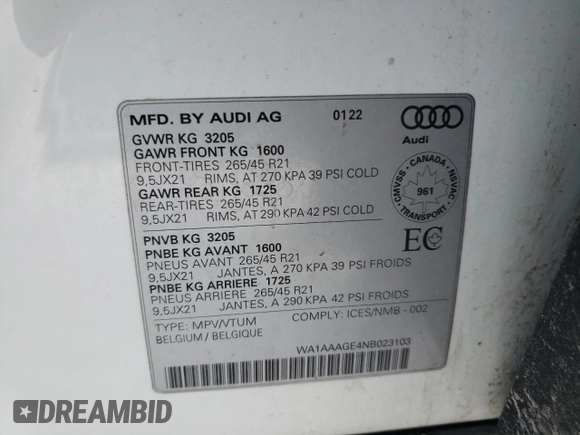 MFD. BY AUDI AG 0122
Audi
GVWR KG 3205
GAWR FRONT KG 1600
FRONT-TIRES 265/45 R21
9,5JX21 RIMS, AT 270 KPA 39 PSI COLD
GAWR REAR KG 1725
REAR-TIRES 265/45 R21
9,5JX21 RIMS, AT 290 KPA 42 PSI COLD
CMVSS - CANADA - NSVAC
961
TRANSPORT
PNVB KG 3205
PNBE KG AVANT 1600
PNEUS AVANT 265/45 R21
9,5JX21 JANTES, A 270 KPA 39 PSI FROIDS
PNBE KG ARRIERE 1725
PNEUS ARRIERE 265/45 R21
9,5JX21 JANTES, A 290 KPA 42 PSI FROIDS
EC
TYPE: MPV/VTUM COMPLY: ICES/NMB - 002
BELGIUM / BELGIQUE
WA1AAAGE4NB023103
DREAMBID